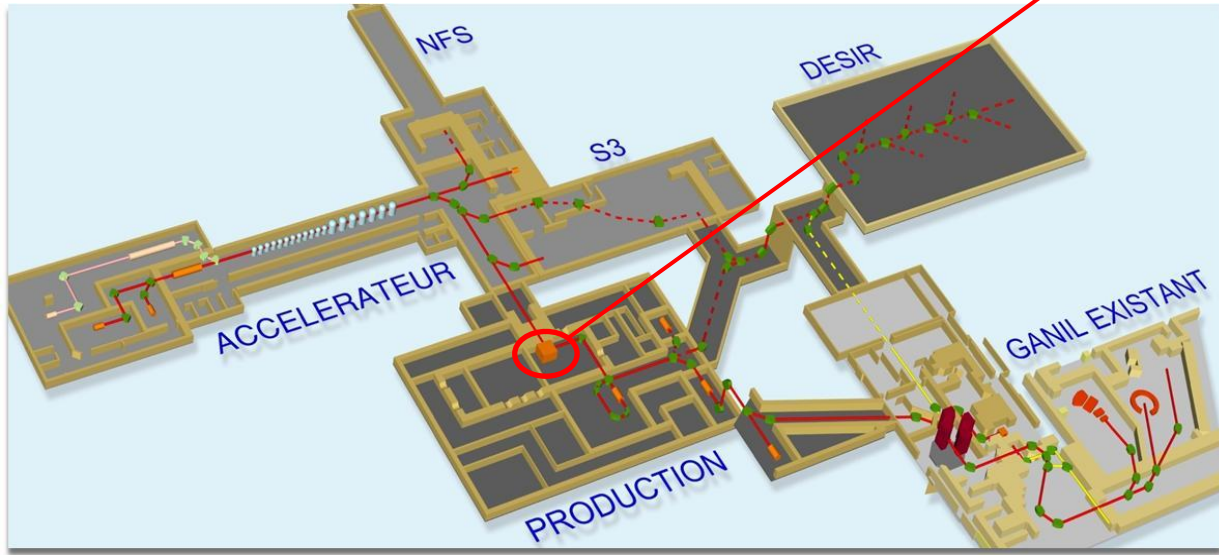 NFS
DESIR
S3
ACCELERATEUR
GANIL EXISTANT
PRODUCTION